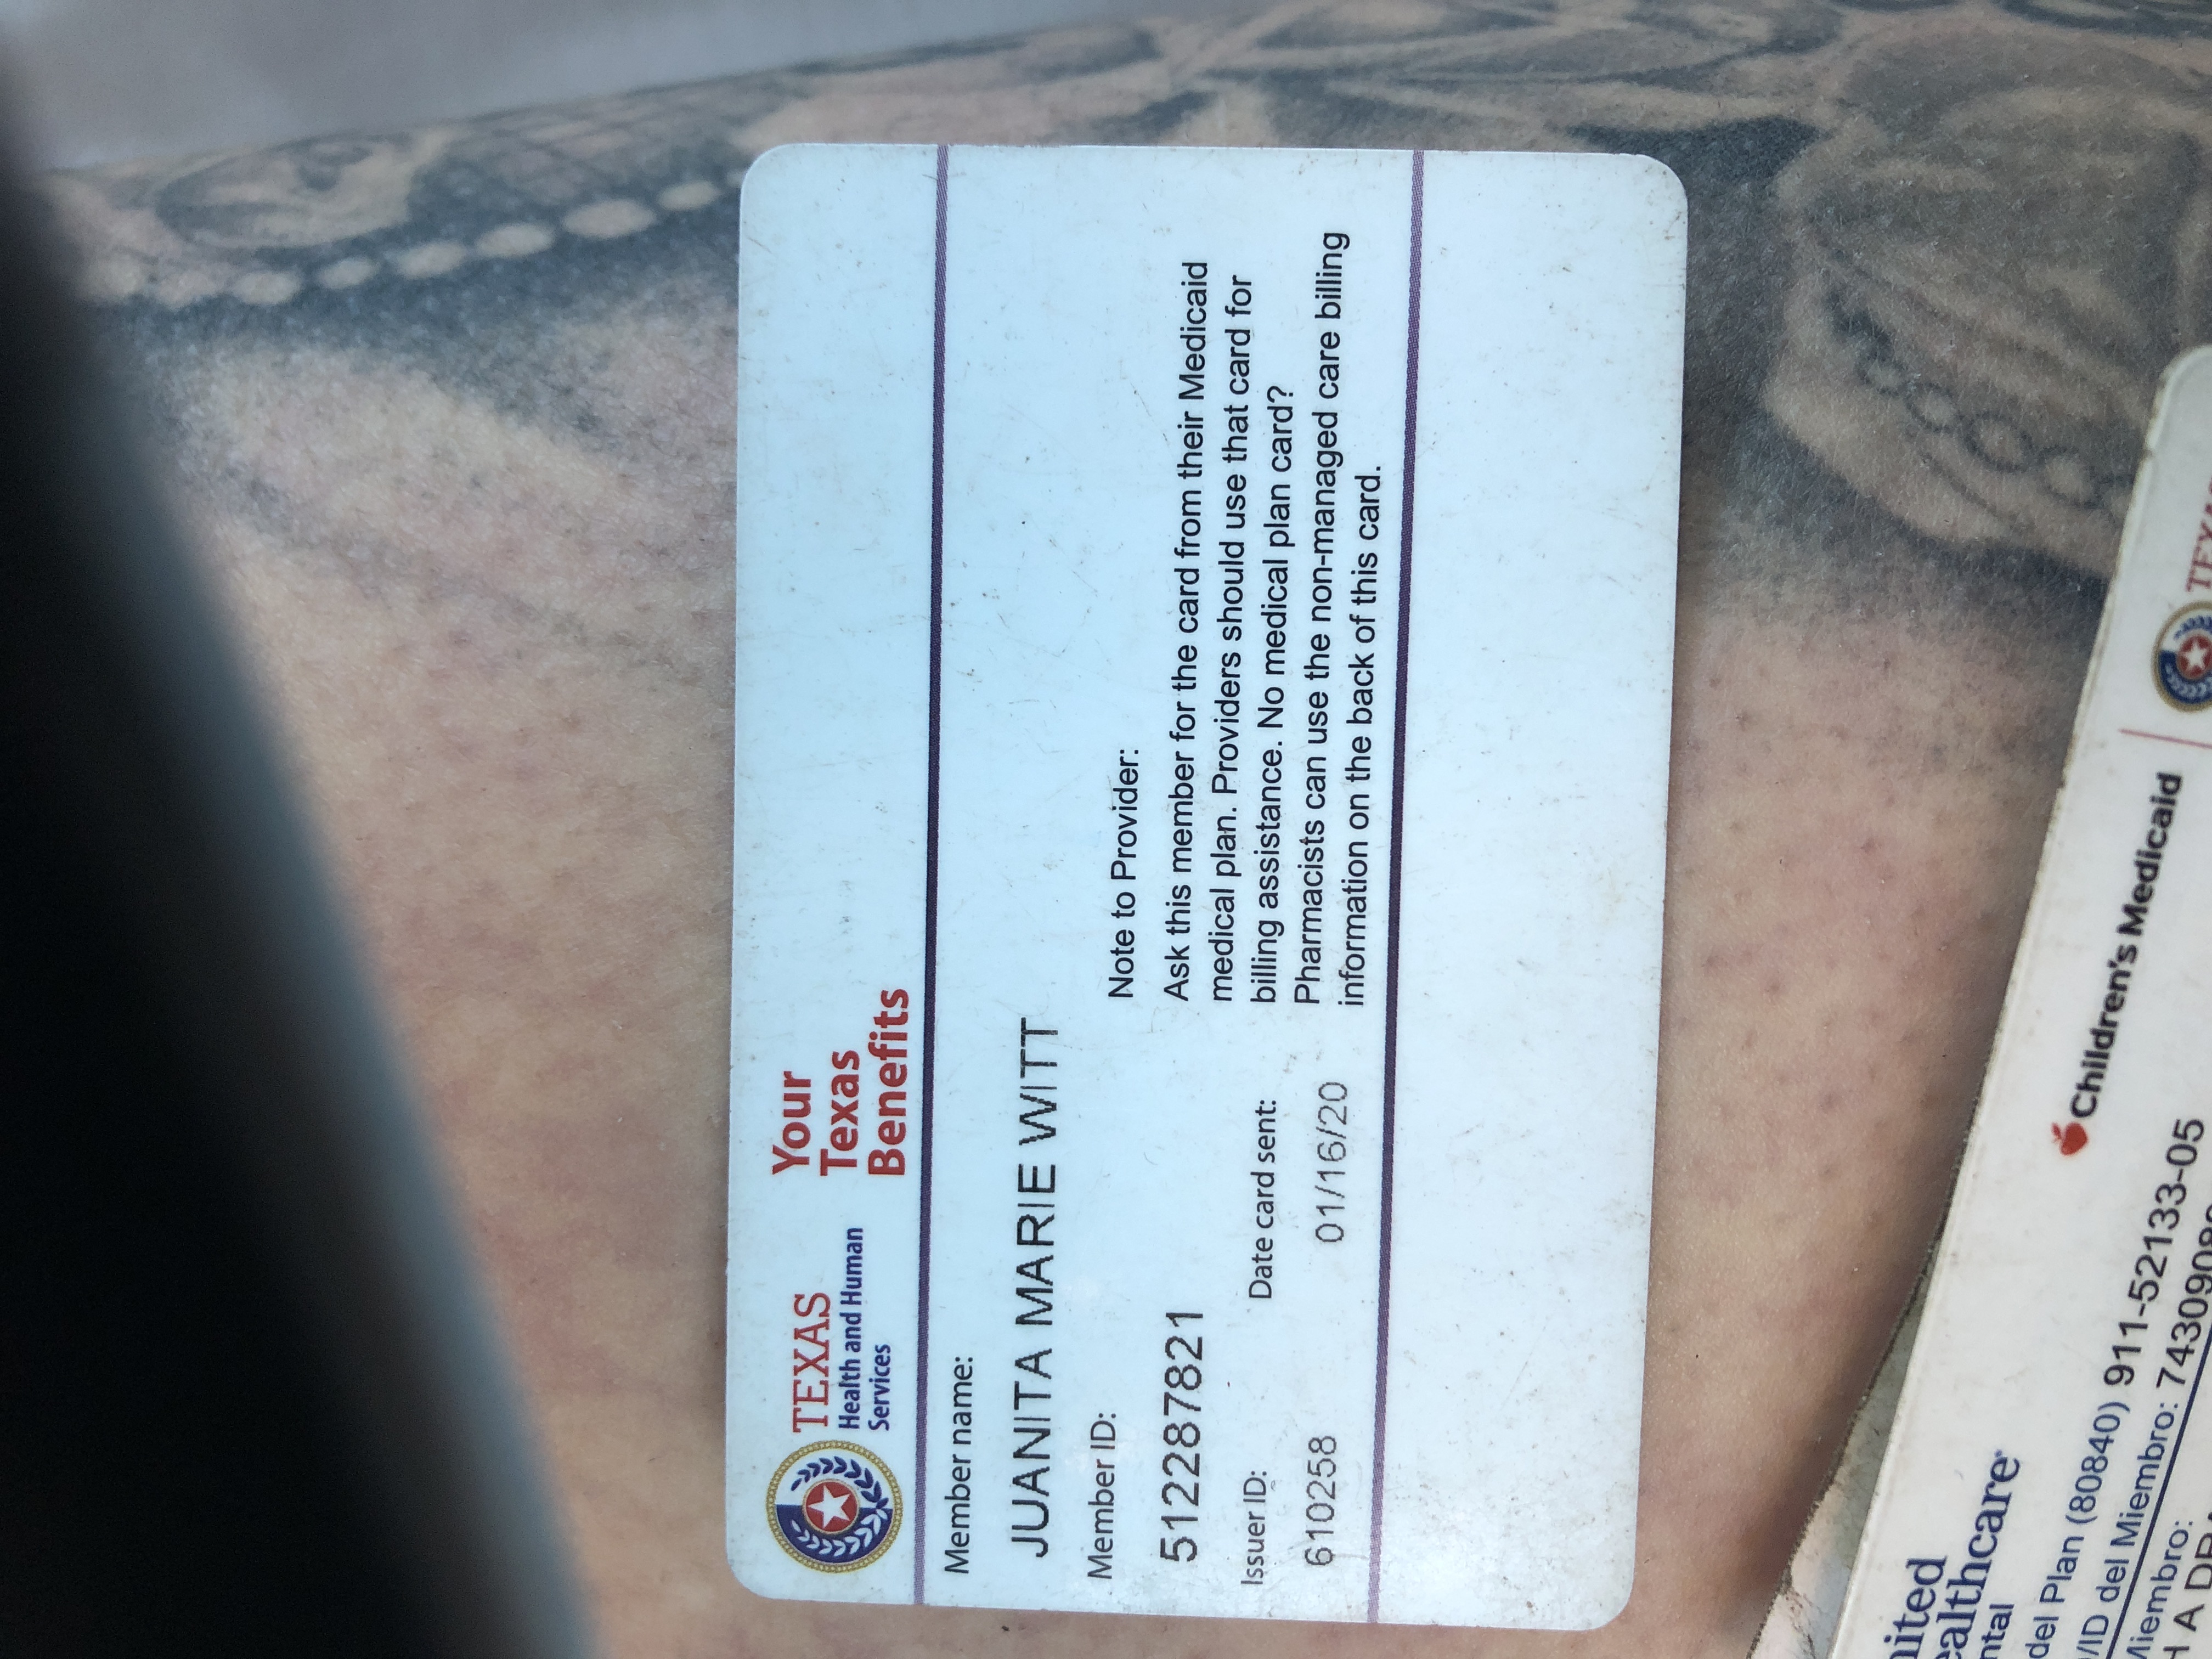 TEXAS
Health and Human
Services
Your
Texas
Benefits
Member name:
JUANITA MARIE WITT
Member ID:
512287821
Issuer ID:
610258
Date card sent:
01/16/20
Note to Provider:
Ask this member for the card from their Medicaid
medical plan. Providers should use that card for
billing assistance. No medical plan card?
Pharmacists can use the non-managed care billing
information on the back of this card.
Children's Medicaid
del Plan (80840) 911-52133-05
/ID del Miembro: